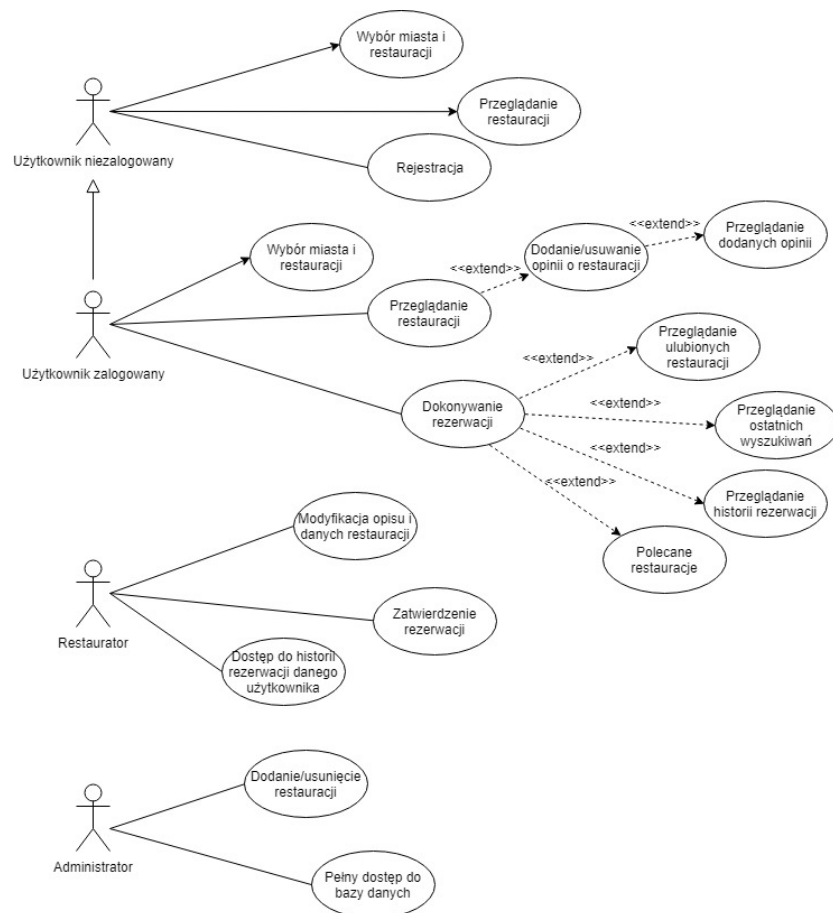 Wybór miasta i
restauracji
Przeglądanie
restauracji
Użytkownik niezalogowany
Rejestracja
Wybór miasta i
restauracji
<<extend>>
Dodanie/usuwanie
opinii o restauracji
<<extend>>
Przeglądanie
dodanych opinii
Przeglądanie
restauracji
Użytkownik zalogowany
Przeglądanie
ulubionych
restauracji
<<extend>>
Dokonywanie
rezerwacji
<<extend>>
Przeglądanie
ostatnich
wyszukiwań
<<extend>>
<<extend>>
Przeglądanie
historii rezerwacji
Polecane
restauracje
Modyfikacja opisu i
danych restauracji
Zatwierdzenie
rezerwacji
Restaurator
Dostęp do historii
rezerwacji danego
użytkownika
Dodanie/usunięcie
restauracji
Administrator
Pełny dostęp do
bazy danych